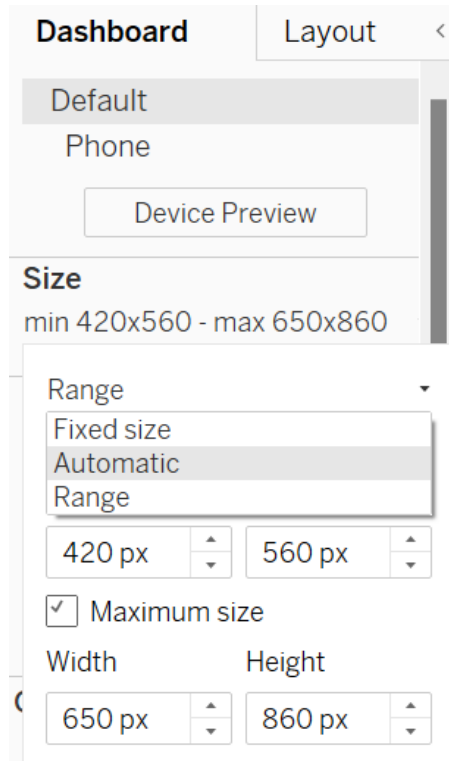 Dashboard Layout <
Default
Phone
Device Preview
Size
min 420x560 - max 650x860
Range
Fixed size
Automatic
Range
420 px 560 px
Maximum size
Width Height
650 px 860 px